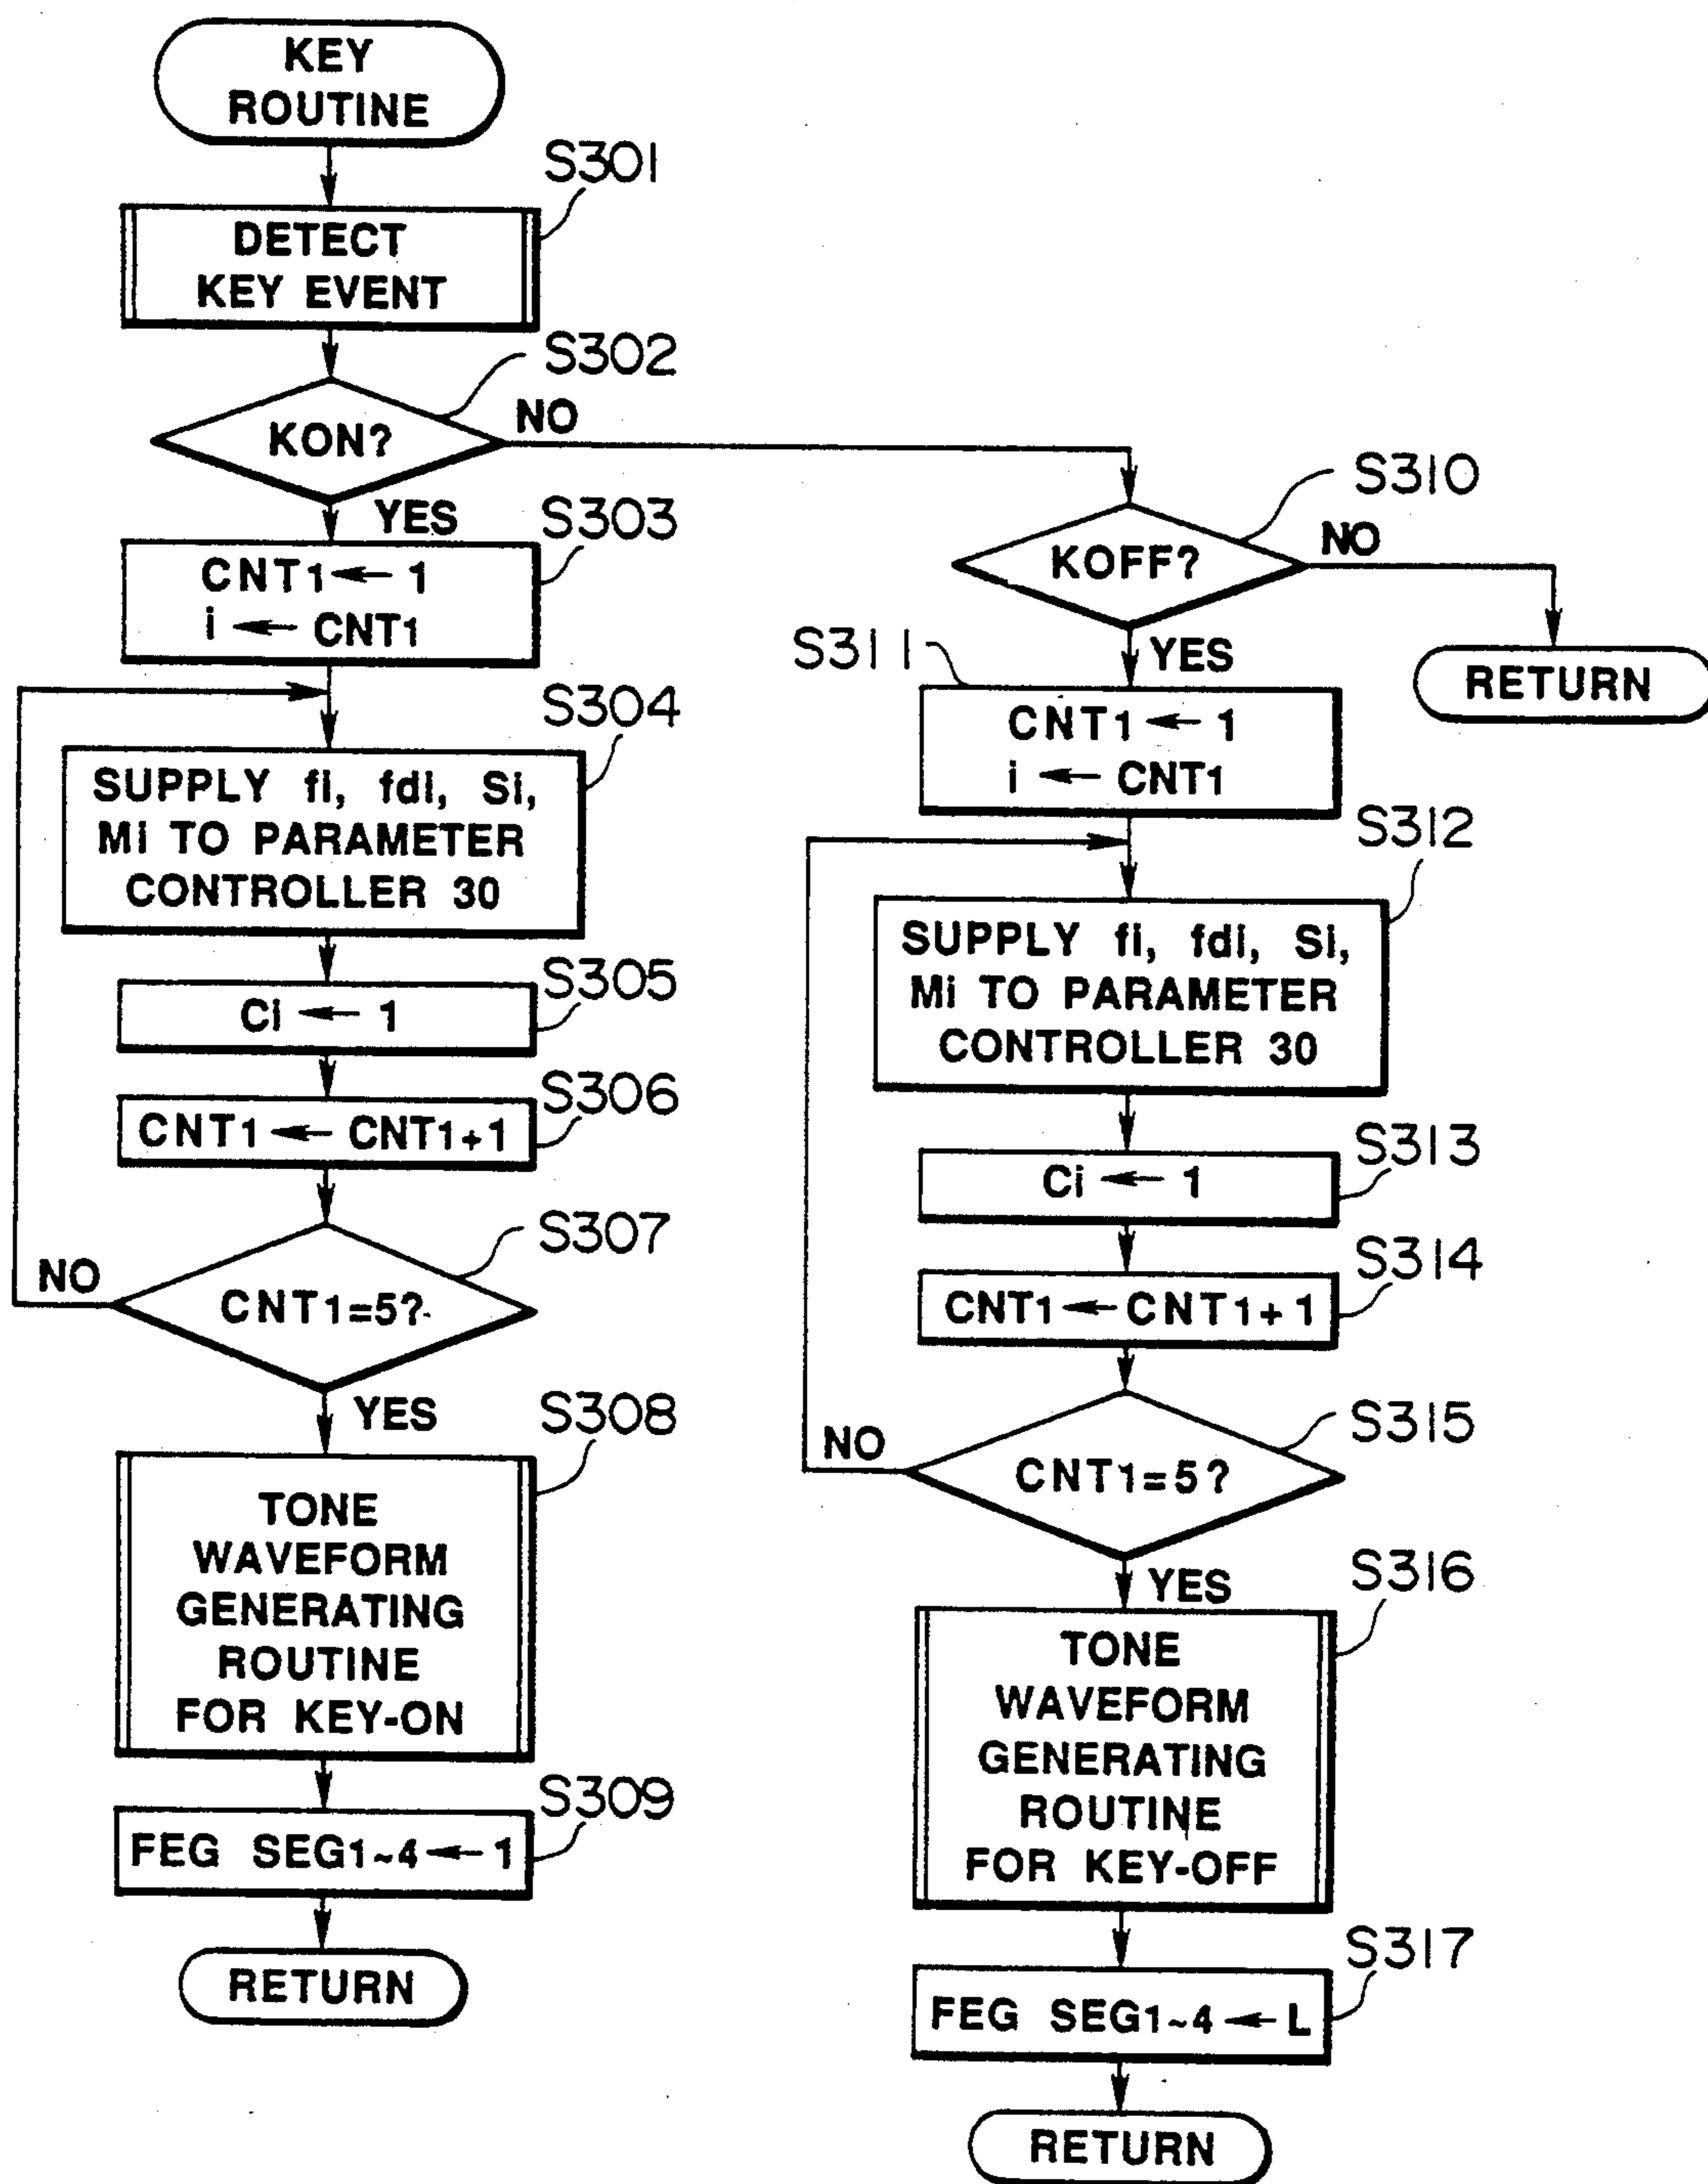 KEY
ROUTINE
S301
DETECT
KEY EVENT
S302
KON?
NO
YES
S303
CNT1 ← 1
i ← CNT1
S304
SUPPLY fi, fdi, Si,
Mi TO PARAMETER
CONTROLLER 30
S305
Ci ← 1
S306
CNT1 ← CNT1+1
S307
NO
CNT1=5?
YES
S308
TONE
WAVEFORM
GENERATING
ROUTINE
FOR KEY-ON
S309
FEG SEG1~4 ← 1
RETURN
S310
KOFF?
NO
RETURN
YES
S311
CNT1 ← 1
i ← CNT1
S312
SUPPLY fi, fdi, Si,
Mi TO PARAMETER
CONTROLLER 30
S313
Ci ← 1
S314
CNT1 ← CNT1+1
S315
NO
CNT1=5?
YES
S316
TONE
WAVEFORM
GENERATING
ROUTINE
FOR KEY-OFF
S317
FEG SEG1~4 ← L
RETURN